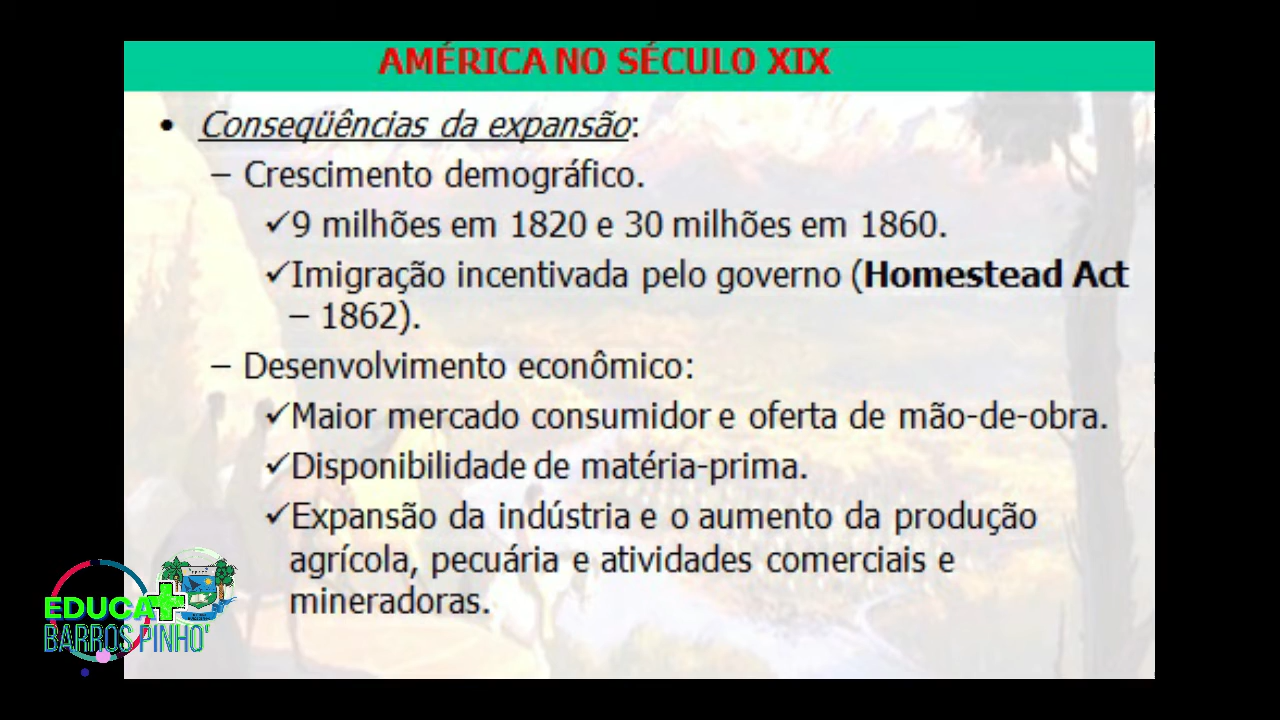 AMÉRICA NO SÉCULO XIX
• Conseqüências da expansão:
– Crescimento demográfico.
✓9 milhões em 1820 e 30 milhões em 1860.
✓Imigração incentivada pelo governo (Homestead Act
– 1862).
– Desenvolvimento econômico:
✓Maior mercado consumidor e oferta de mão-de-obra.
✓Disponibilidade de matéria-prima.
✓Expansão da indústria e o aumento da produção
agrícola, pecuária e atividades comerciais e
mineradoras.
EDUCA+
BARROS PINHO'